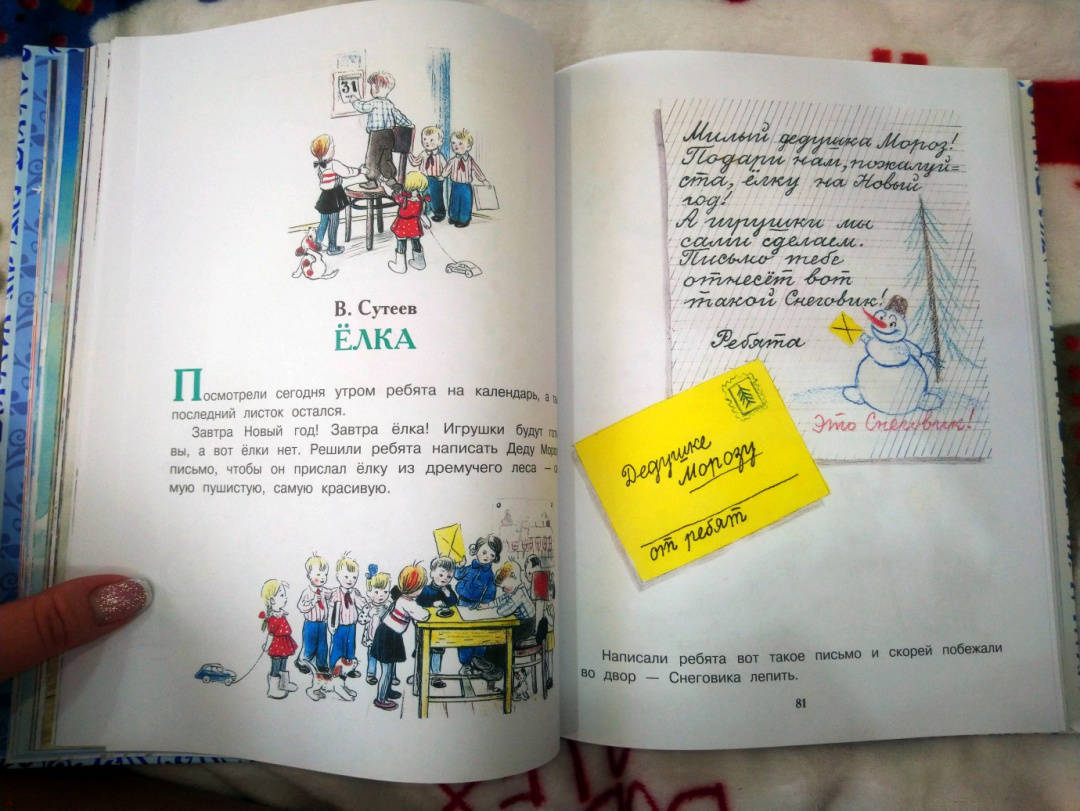 31
В. Сутеев
ЁЛКА
Посмотрели сегодня утром ребята на календарь, а
последний листок остался.
Завтра Новый год! Завтра ёлка! Игрушки будут
вы, а вот ёлки нет. Решили ребята написать Деду
письмо, чтобы он прислал ёлку из дремучего леса –
мую пушистую, самую красивую.
Милый дедушка Мороз!
Подари нам, пожалуй=
ста, ёлку на Новый
год!
А игрушки мы
сами сделаем.
Письмо тебе
отнесёт вот
такой Снеговик!
Ребята
Это Снеговик!
Дедушке
Морозу
от ребят
Написали ребята вот такое письмо и скорей побежали
во двор — Снеговика лепить.
81